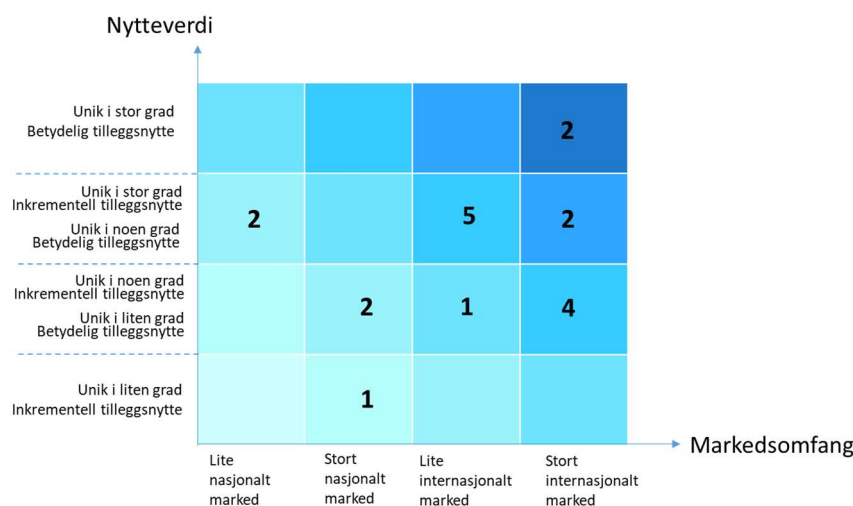 Nytteverdi
Unik i stor grad
Betydelig tilleggsnytte
2
Unik i stor grad
Inkrementell tilleggsnytte
Unik i noen grad
Betydelig tilleggsnytte
2
5
2
Unik i noen grad
Inkrementell tilleggsnytte
Unik i liten grad
Betydelig tilleggsnytte
2
1
4
Unik i liten grad
Inkrementell tilleggsnytte
1
Markedsomfang
Lite
nasjonalt
marked
Stort
nasjonalt
marked
Lite
internasjonalt
marked
Stort
internasjonalt
marked